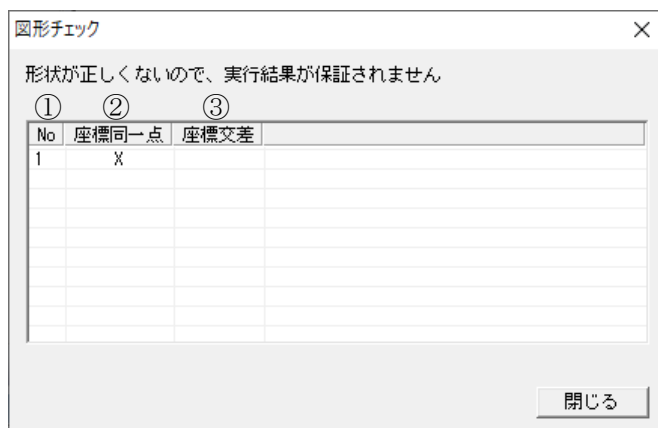 図形チェック
形状が正しくないので、実行結果が保証されません
① ② ③
No 座標同一点 座標交差
1 X
閉じる